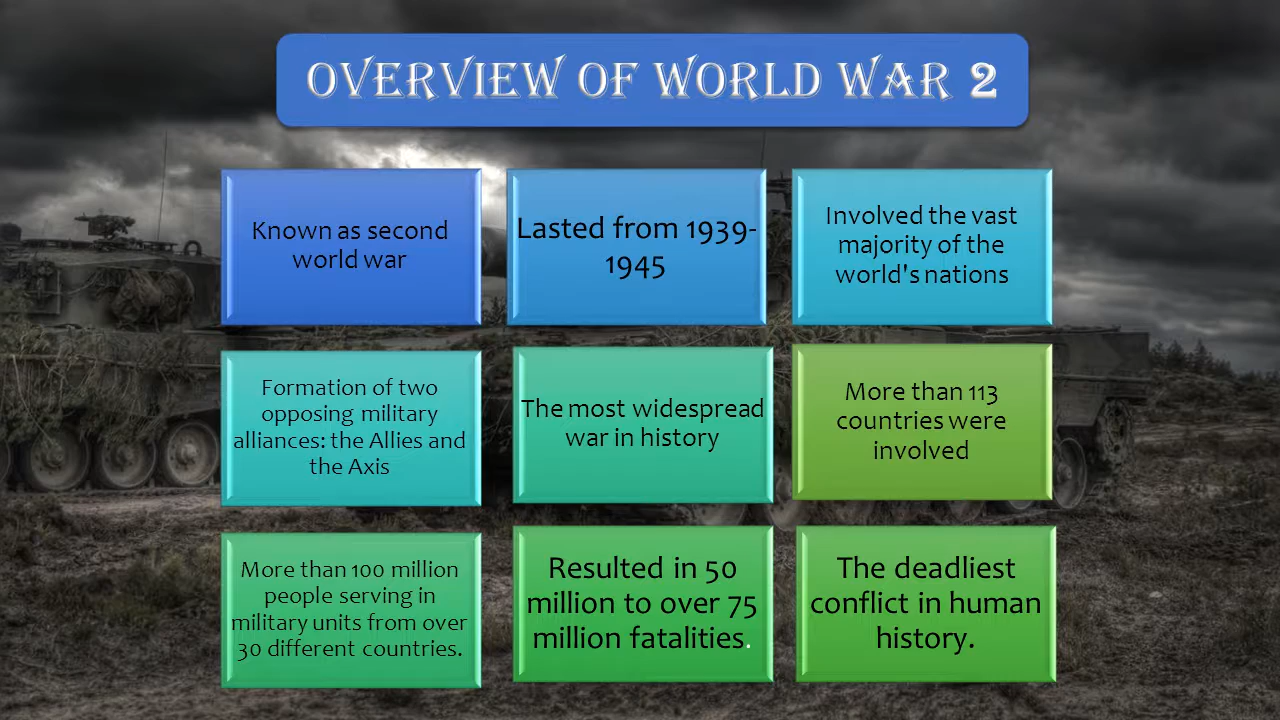 OVERVIEW OF WORLD WAR 2
Known as second
world war
Lasted from 1939-
1945
Involved the vast
majority of the
world's nations
Formation of two
opposing military
alliances: the Allies and
the Axis
The most widespread
war in history
More than 113
countries were
involved
More than 100 million
people serving in
military units from over
30 different countries.
Resulted in 50
million to over 75
million fatalities.
The deadliest
conflict in human
history.